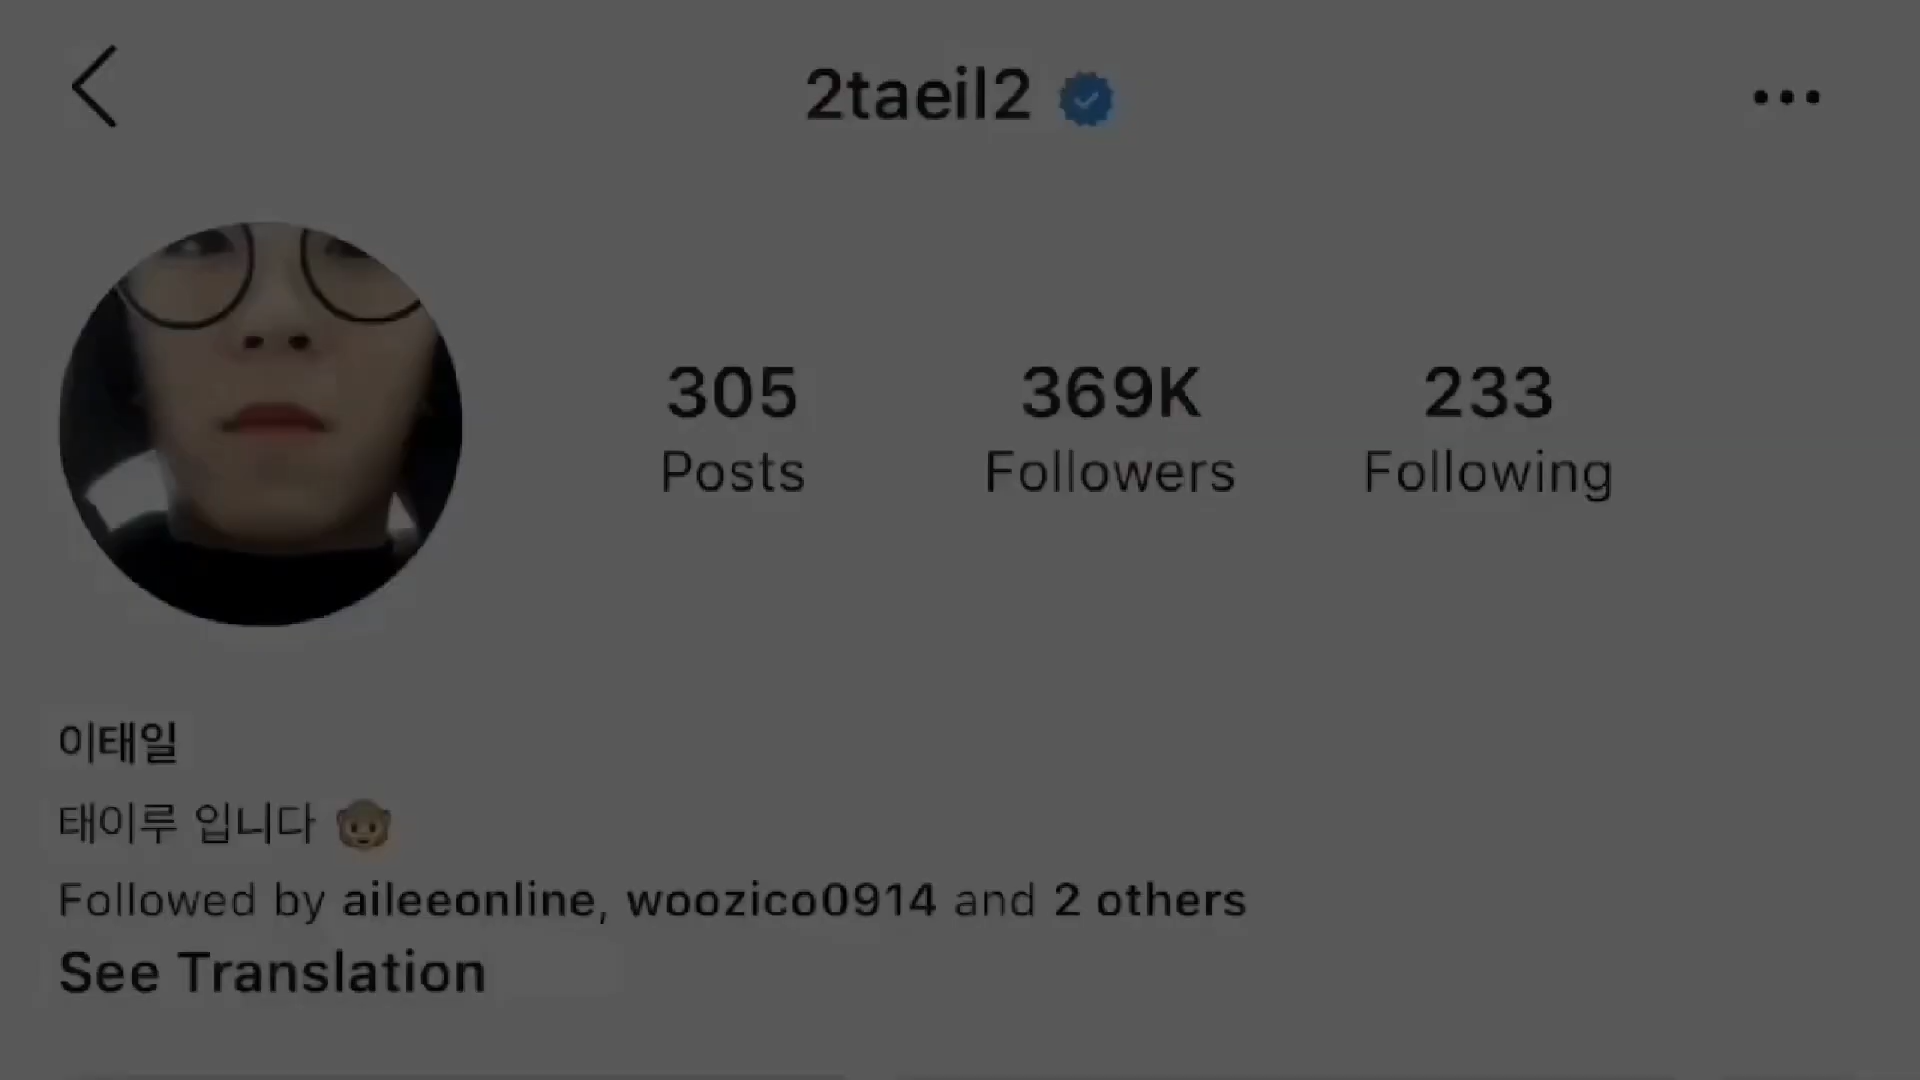 2taeil2
305 369K 233
Posts Followers Following
이태일
태이루 입니다 🐵
Followed by aileeonline, woozico0914 and 2 others
See Translation